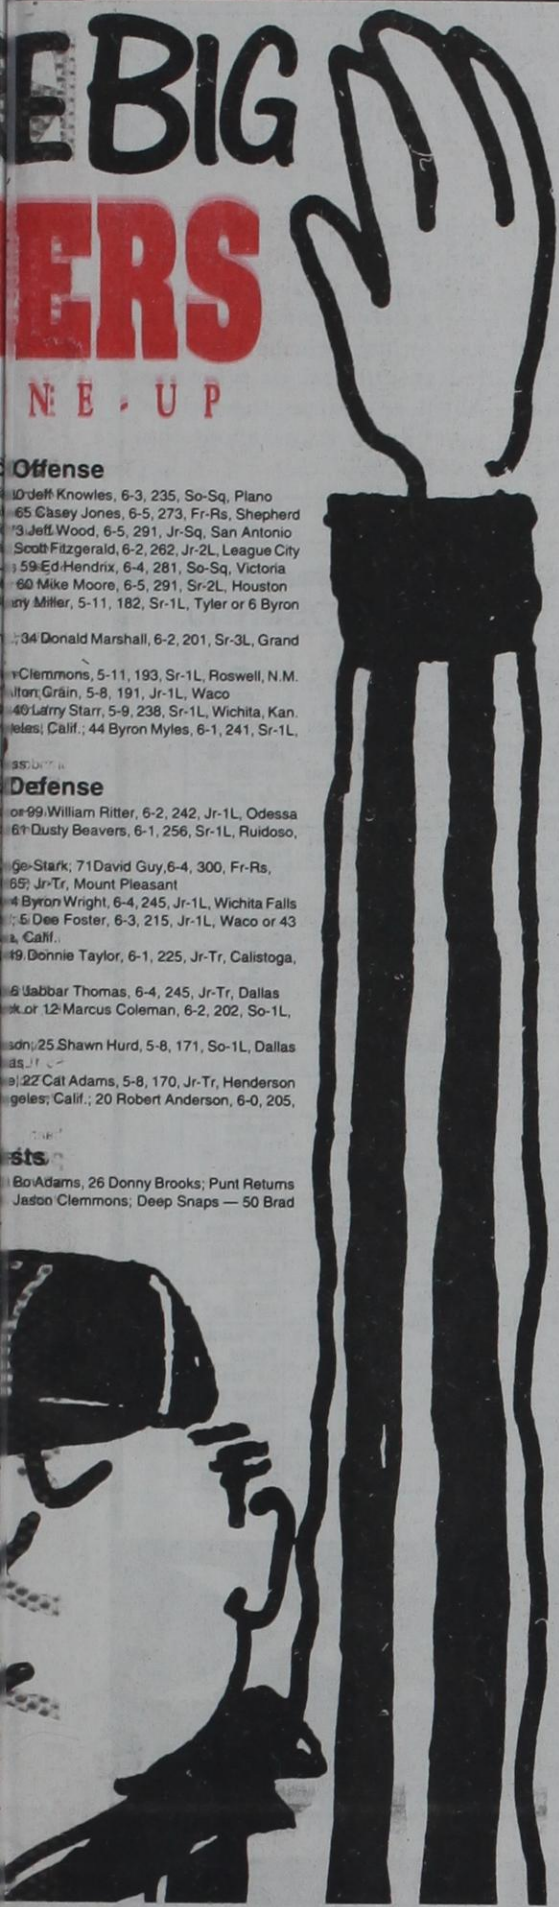 E BIG
ERS
NE-UP
Offense
Jeff Knowles, 6-3, 235, So-Sq, Plano
65 Casey Jones, 6-5, 273, Fr-Rs, Shepherd
Jeff Wood, 6-5, 291, Jr-Sq, San Antonio
Scott Fitzgerald, 6-2, 262, Jr-2L, League City
59 Ed Hendrix, 6-4, 281, So-Sq, Victoria
60 Mike Moore, 6-5, 291, Sr-2L, Houston
Miller, 5-11, 182, Sr-1L, Tyler or 6 Byron
34 Donald Marshall, 6-2, 201, Sr-3L, Grand
Clemmons, 5-11, 193, Sr-1L, Roswell, N.M.
Grain, 5-8, 191, Jr-1L, Waco
40 Larry Starr, 5-9, 238, Sr-1L, Wichita, Kan.
Calif.; 44 Byron Myles, 6-1, 241, Sr-1L,
Defense
or 99 William Ritter, 6-2, 242, Jr-1L, Odessa
61 Dusty Beavers, 6-1, 256, Sr-1L, Ruidoso,
Stark; 71David Guy,6-4, 300, Fr-Rs,
Jr-Tr, Mount Pleasant
Byron Wright, 6-4, 245, Jr-1L, Wichita Falls
5 Dee Foster, 6-3, 215, Jr-1L, Waco or 43
Calif.
Donnie Taylor, 6-1, 225, Jr-Tr, Calistoga,
Jabbar Thomas, 6-4, 245, Jr-Tr, Dallas
or 12 Marcus Coleman, 6-2, 202, So-1L,
25 Shawn Hurd, 5-8, 171, So-1L, Dallas
22 Cat Adams, 5-8, 170, Jr-Tr, Henderson
geles, Calif.; 20 Robert Anderson, 6-0, 205,
sts
Bo Adams, 26 Donny Brooks; Punt Returns
Jason Clemmons; Deep Snaps — 50 Brad